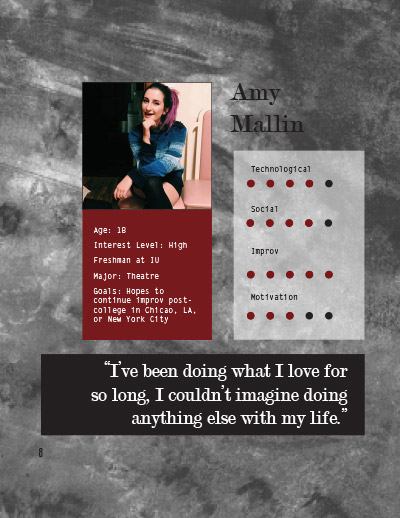 Amy
Mallin
Age: 18
Interest Level: High
Freshman at IU
Major: Theatre
Goals: Hopes to
continue improv post-
college in Chicao, LA,
or New York City
Technological
Social
Improv
Motivation
“I’ve been doing what I love for
so long, I couldn’t imagine doing
anything else with my life.”
8